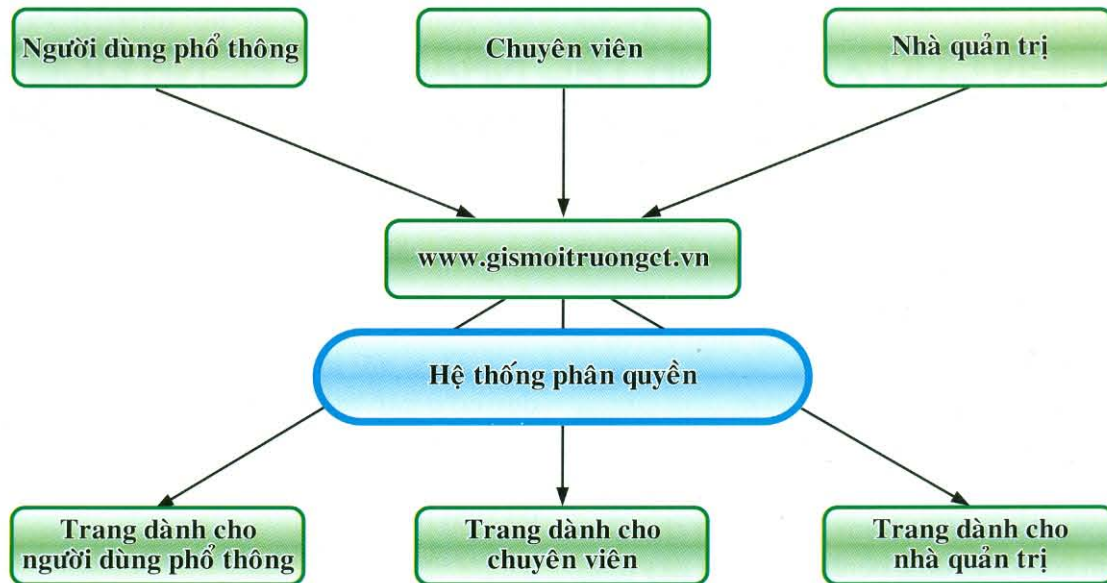 Người dùng phổ thông
Chuyên viên
Nhà quản trị
www.gismoitruongct.vn
Hệ thống phân quyền
Trang dành cho
người dùng phổ thông
Trang dành cho
chuyên viên
Trang dành cho
nhà quản trị